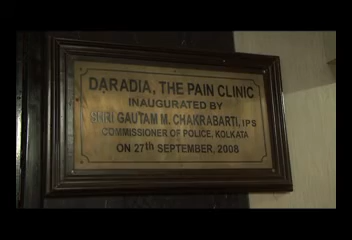 DARADIA, THE PAIN CLINIC
INAUGURATED BY
SHRI GAUTAM M. CHAKRABARTI, IPS
COMMISSIONER OF POLICE, KOLKATA
ON 27th SEPTEMBER, 2008